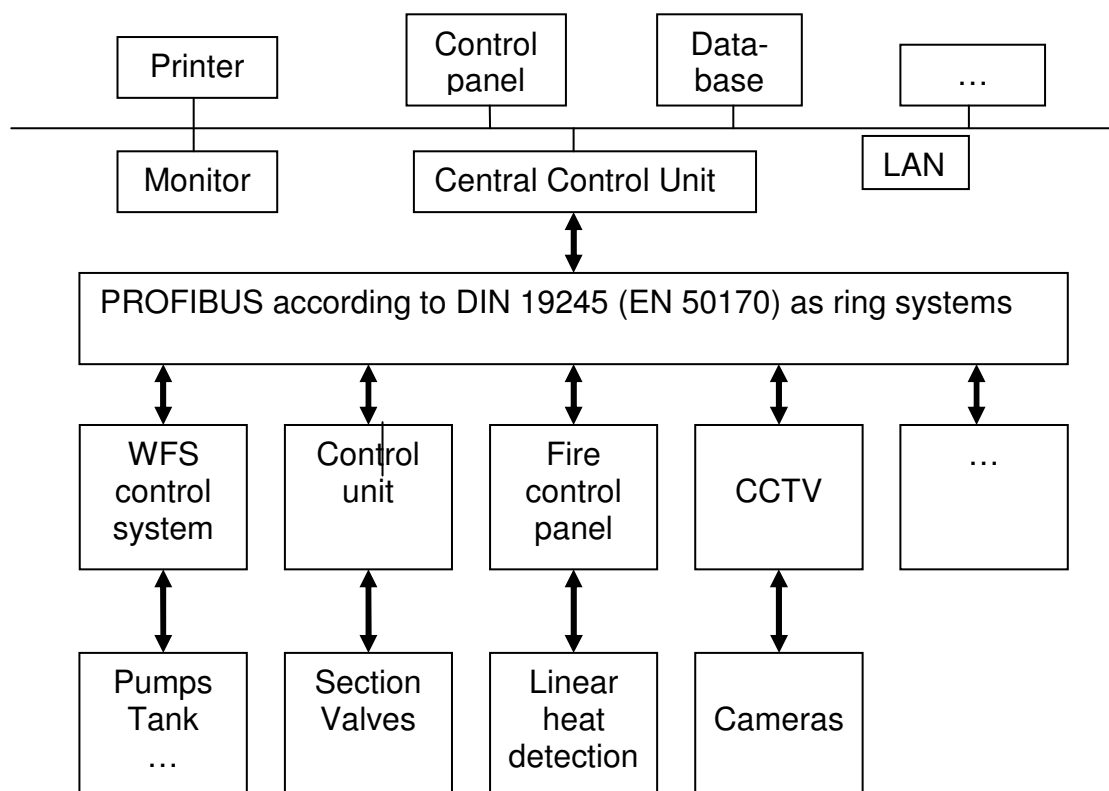 Printer
Control
panel
Data-
base
…
Monitor
Central Control Unit
LAN
PROFIBUS according to DIN 19245 (EN 50170) as ring systems
WFS
control
system
Control
unit
Fire
control
panel
CCTV
…
Pumps
Tank
…
Section
Valves
Linear
heat
detection
Cameras